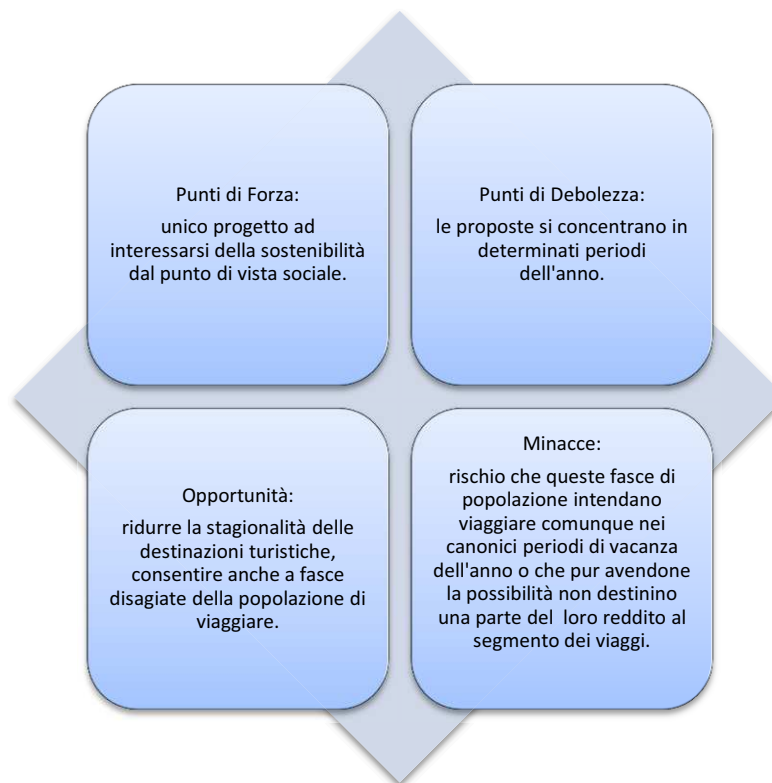 Punti di Forza:
unico progetto ad
interessarsi della sostenibilità
dal punto di vista sociale.
Punti di Debolezza:
le proposte si concentrano in
determinati periodi
dell'anno.
Opportunità:
ridurre la stagionalità delle
destinazioni turistiche,
consentire anche a fasce
disagiate della popolazione di
viaggiare.
Minacce:
rischio che queste fasce di
popolazione intendano
viaggiare comunque nei
canonici periodi di vacanza
dell'anno o che pur avendone
la possibilità non destinino
una parte del loro reddito al
segmento dei viaggi.